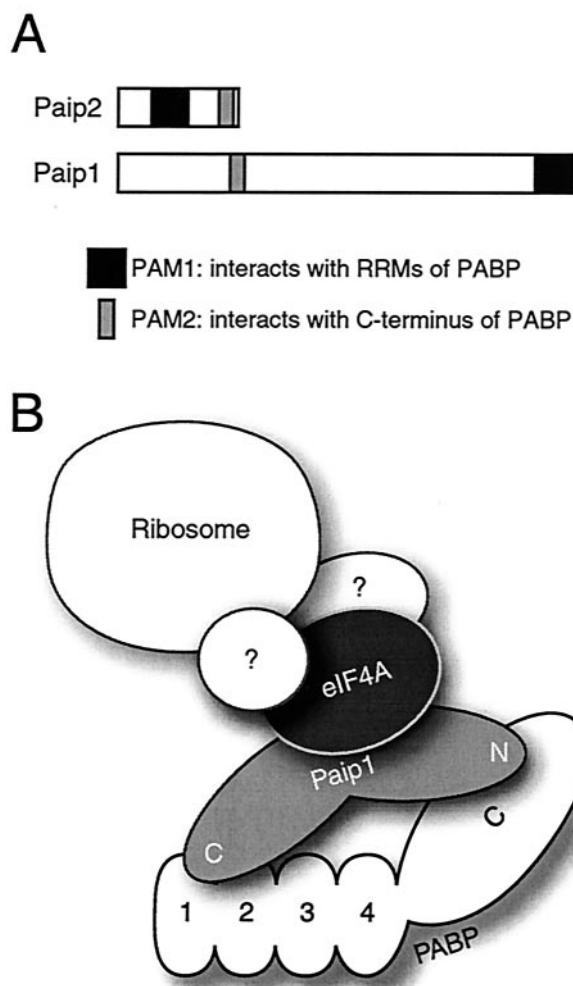 A
Paip2
Paip1
PAM1: interacts with RRMs of PABP
PAM2: interacts with C-terminus of PABP
B
Ribosome
?
?
eIF4A
Paip1
N
C
C
1 2 3 4
PABP